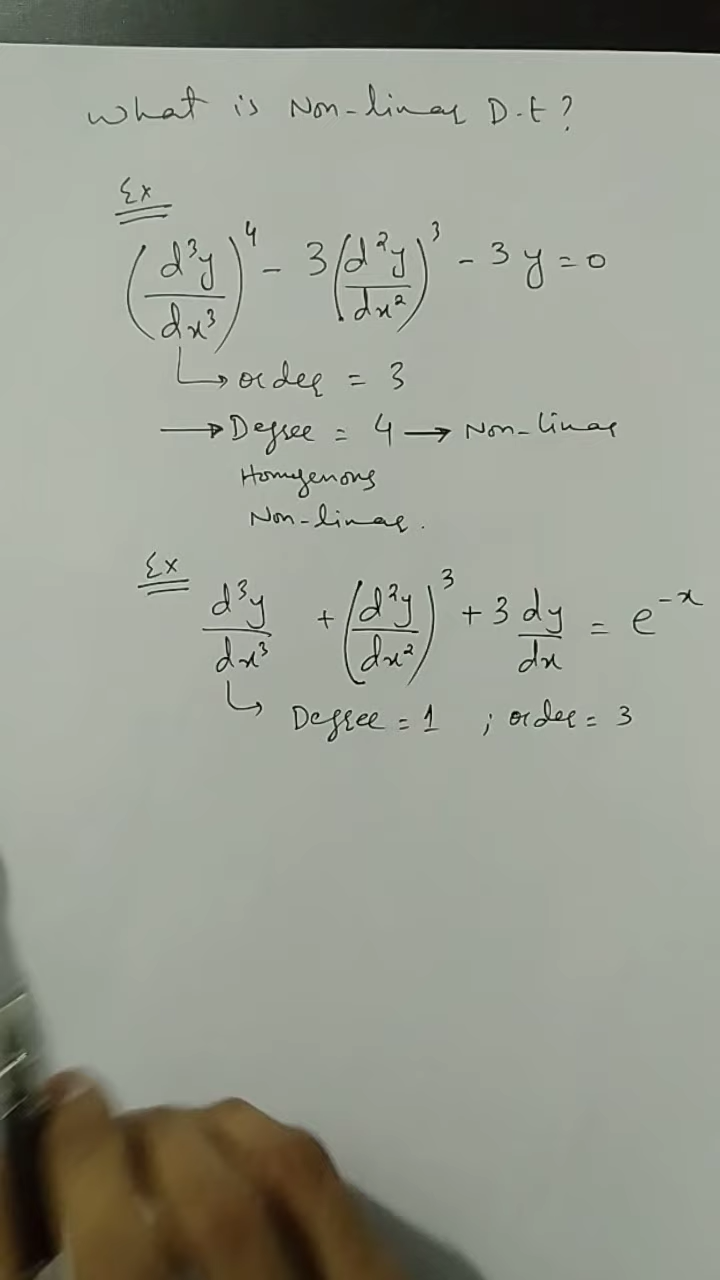 What is Non-linear D.E?
Ex
(d³y/dx³)⁴ - 3(d²y/dx²)³ - 3y = 0
↳ order = 3
→ Degree = 4 → Non-linear
Homogenous
Non-linear.
Ex
d³y/dx³ + (d²y/dx²)³ + 3 dy/dx = e⁻ˣ
↳ Degree = 1 ; order = 3